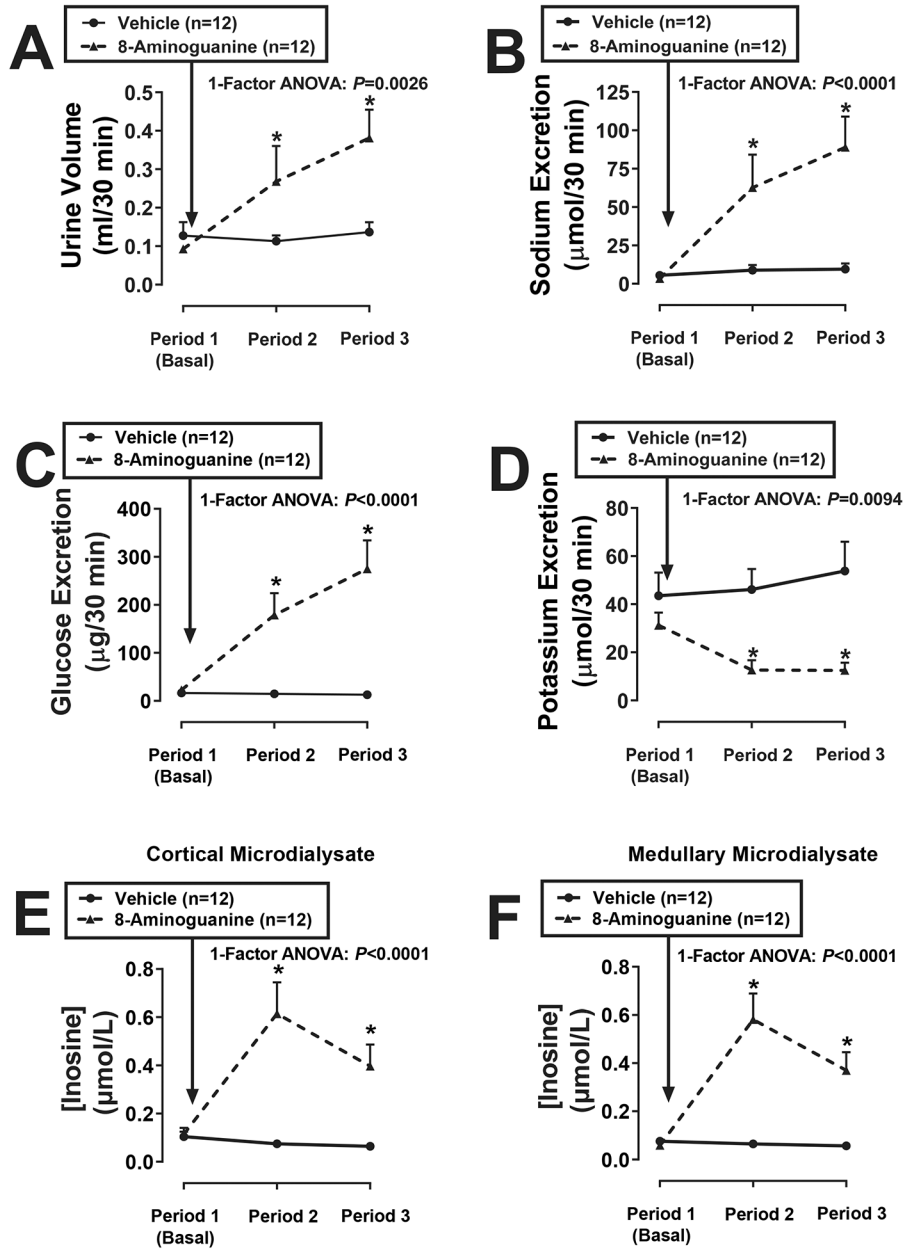 A
Vehicle (n=12)
8-Aminoguanine (n=12)
1-Factor ANOVA: P=0.0026
Urine Volume
(ml/30 min)
0.5
0.4
0.3
0.2
0.1
0.0
*
*
Period 1
(Basal)
Period 2
Period 3
B
Vehicle (n=12)
8-Aminoguanine (n=12)
1-Factor ANOVA: P<0.0001
Sodium Excretion
(μmol/30 min)
125
100
75
50
25
0
*
*
Period 1
(Basal)
Period 2
Period 3
C
Vehicle (n=12)
8-Aminoguanine (n=12)
1-Factor ANOVA: P<0.0001
Glucose Excretion
(μg/30 min)
400
300
200
100
0
*
*
Period 1
(Basal)
Period 2
Period 3
D
Vehicle (n=12)
8-Aminoguanine (n=12)
1-Factor ANOVA: P=0.0094
Potassium Excretion
(μmol/30 min)
80
60
40
20
0
*
*
Period 1
(Basal)
Period 2
Period 3
Cortical Microdialysate
E
Vehicle (n=12)
8-Aminoguanine (n=12)
1-Factor ANOVA: P<0.0001
[Inosine]
(μmol/L)
0.8
0.6
0.4
0.2
0.0
*
*
Period 1
(Basal)
Period 2
Period 3
Medullary Microdialysate
F
Vehicle (n=12)
8-Aminoguanine (n=12)
1-Factor ANOVA: P<0.0001
[Inosine]
(μmol/L)
0.8
0.6
0.4
0.2
0.0
*
*
Period 1
(Basal)
Period 2
Period 3